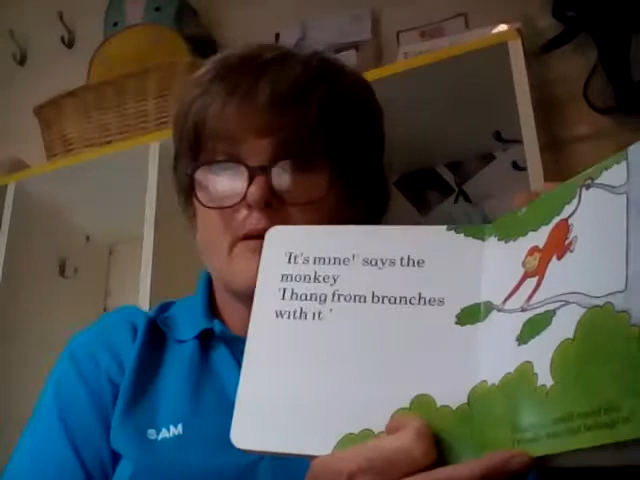 'It's mine!' says the
monkey
'I hang from branches
with it.'
SAM